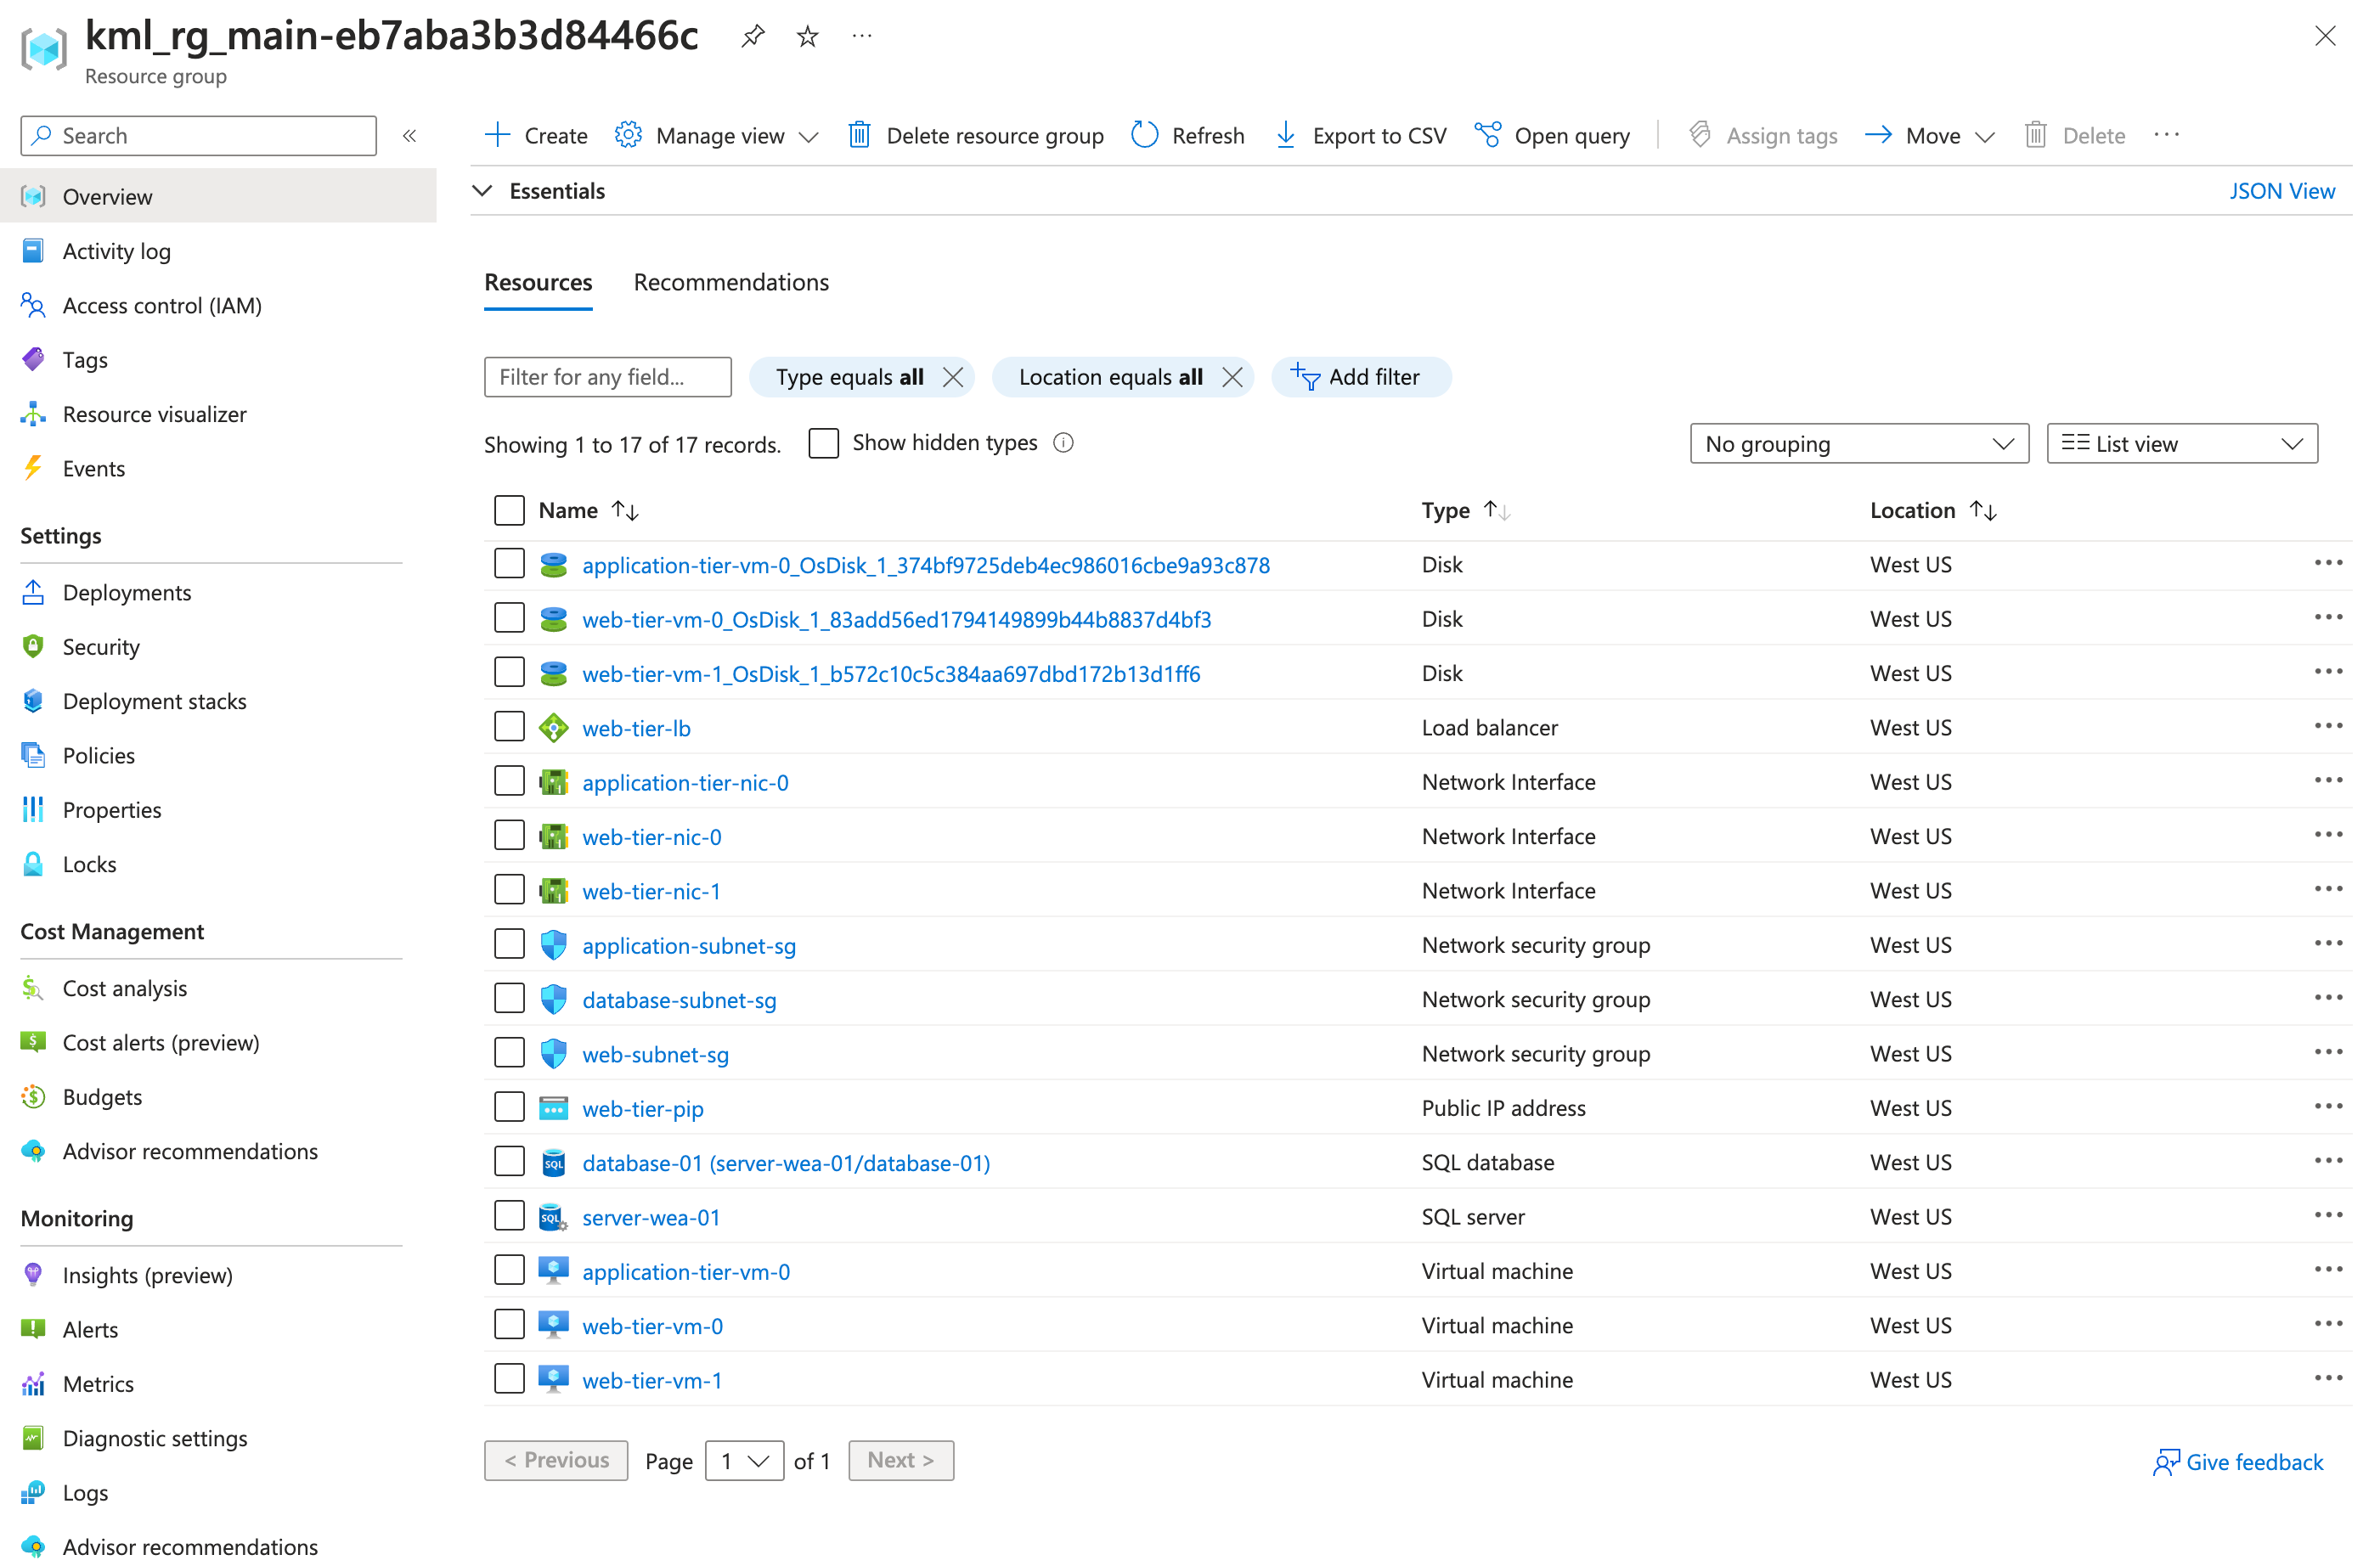 kml_rg_main-eb7aba3b3d84466c
Resource group
Search
Overview
Activity log
Access control (IAM)
Tags
Resource visualizer
Events
Settings
Deployments
Security
Deployment stacks
Policies
Properties
Locks
Cost Management
Cost analysis
Cost alerts (preview)
Budgets
Advisor recommendations
Monitoring
Insights (preview)
Alerts
Metrics
Diagnostic settings
Logs
Advisor recommendations
Create Manage view Delete resource group Refresh Export to CSV Open query Assign tags Move Delete
Essentials JSON View
Resources Recommendations
Filter for any field... Type equals all Location equals all Add filter
Showing 1 to 17 of 17 records. Show hidden types No grouping List view
Name Type Location
application-tier-vm-0_OsDisk_1_374bf9725deb4ec986016cbe9a93c878 Disk West US
web-tier-vm-0_OsDisk_1_83add56ed1794149899b44b8837d4bf3 Disk West US
web-tier-vm-1_OsDisk_1_b572c10c5c384aa697dbd172b13d1ff6 Disk West US
web-tier-lb Load balancer West US
application-tier-nic-0 Network Interface West US
web-tier-nic-0 Network Interface West US
web-tier-nic-1 Network Interface West US
application-subnet-sg Network security group West US
database-subnet-sg Network security group West US
web-subnet-sg Network security group West US
web-tier-pip Public IP address West US
database-01 (server-wea-01/database-01) SQL database West US
server-wea-01 SQL server West US
application-tier-vm-0 Virtual machine West US
web-tier-vm-0 Virtual machine West US
web-tier-vm-1 Virtual machine West US
< Previous Page 1 of 1 Next > Give feedback